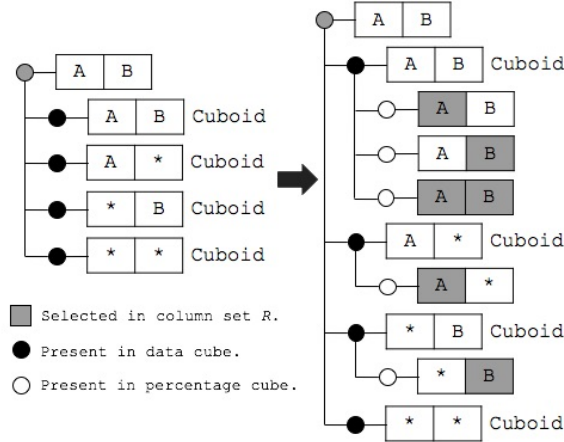 A B
A B Cuboid
A * Cuboid
* B Cuboid
* * Cuboid
Selected in column set R.
Present in data cube.
Present in percentage cube.
A B
A B Cuboid
A B
A B
A B
A * Cuboid
A *
* B Cuboid
* B
* * Cuboid